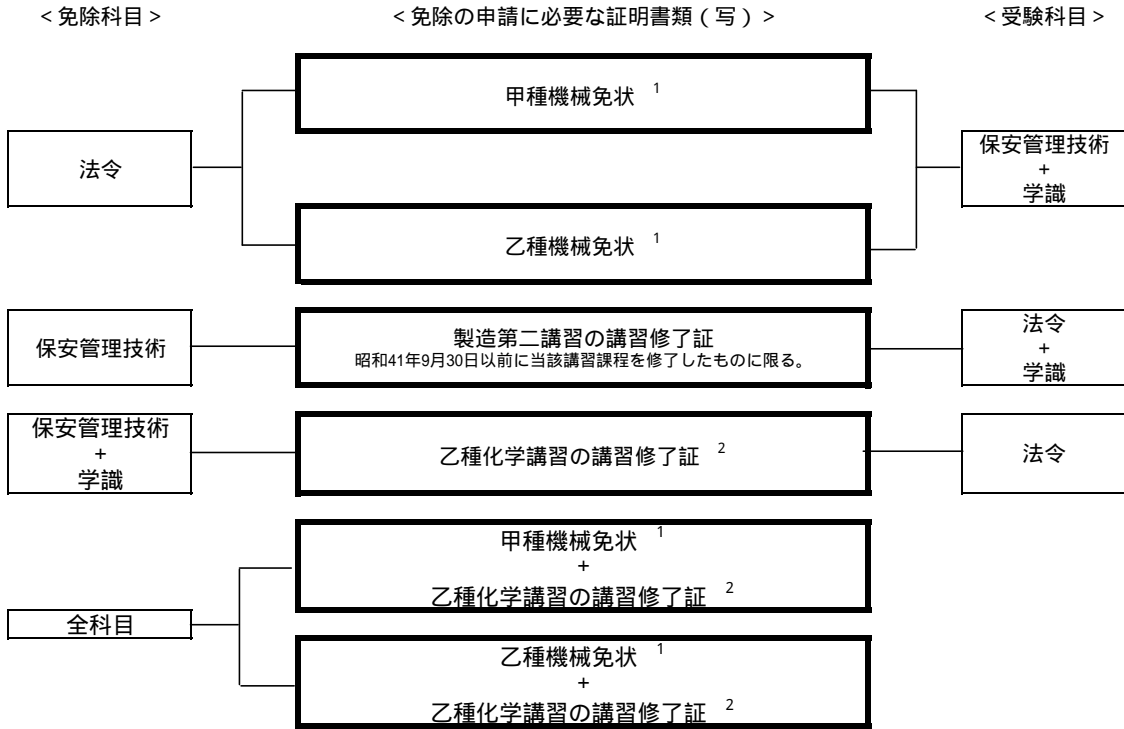 ＜免除科目＞
＜免除の申請に必要な証明書類（写）＞
＜受験科目＞
法令
甲種機械免状 1
乙種機械免状 1
保安管理技術
+
学識
保安管理技術
製造第二講習の講習修了証
昭和41年9月30日以前に当該講習課程を修了したものに限る。
法令
+
学識
保安管理技術
+
学識
乙種化学講習の講習修了証 2
法令
全科目
甲種機械免状 1
+
乙種化学講習の講習修了証 2
乙種機械免状 1
+
乙種化学講習の講習修了証 2